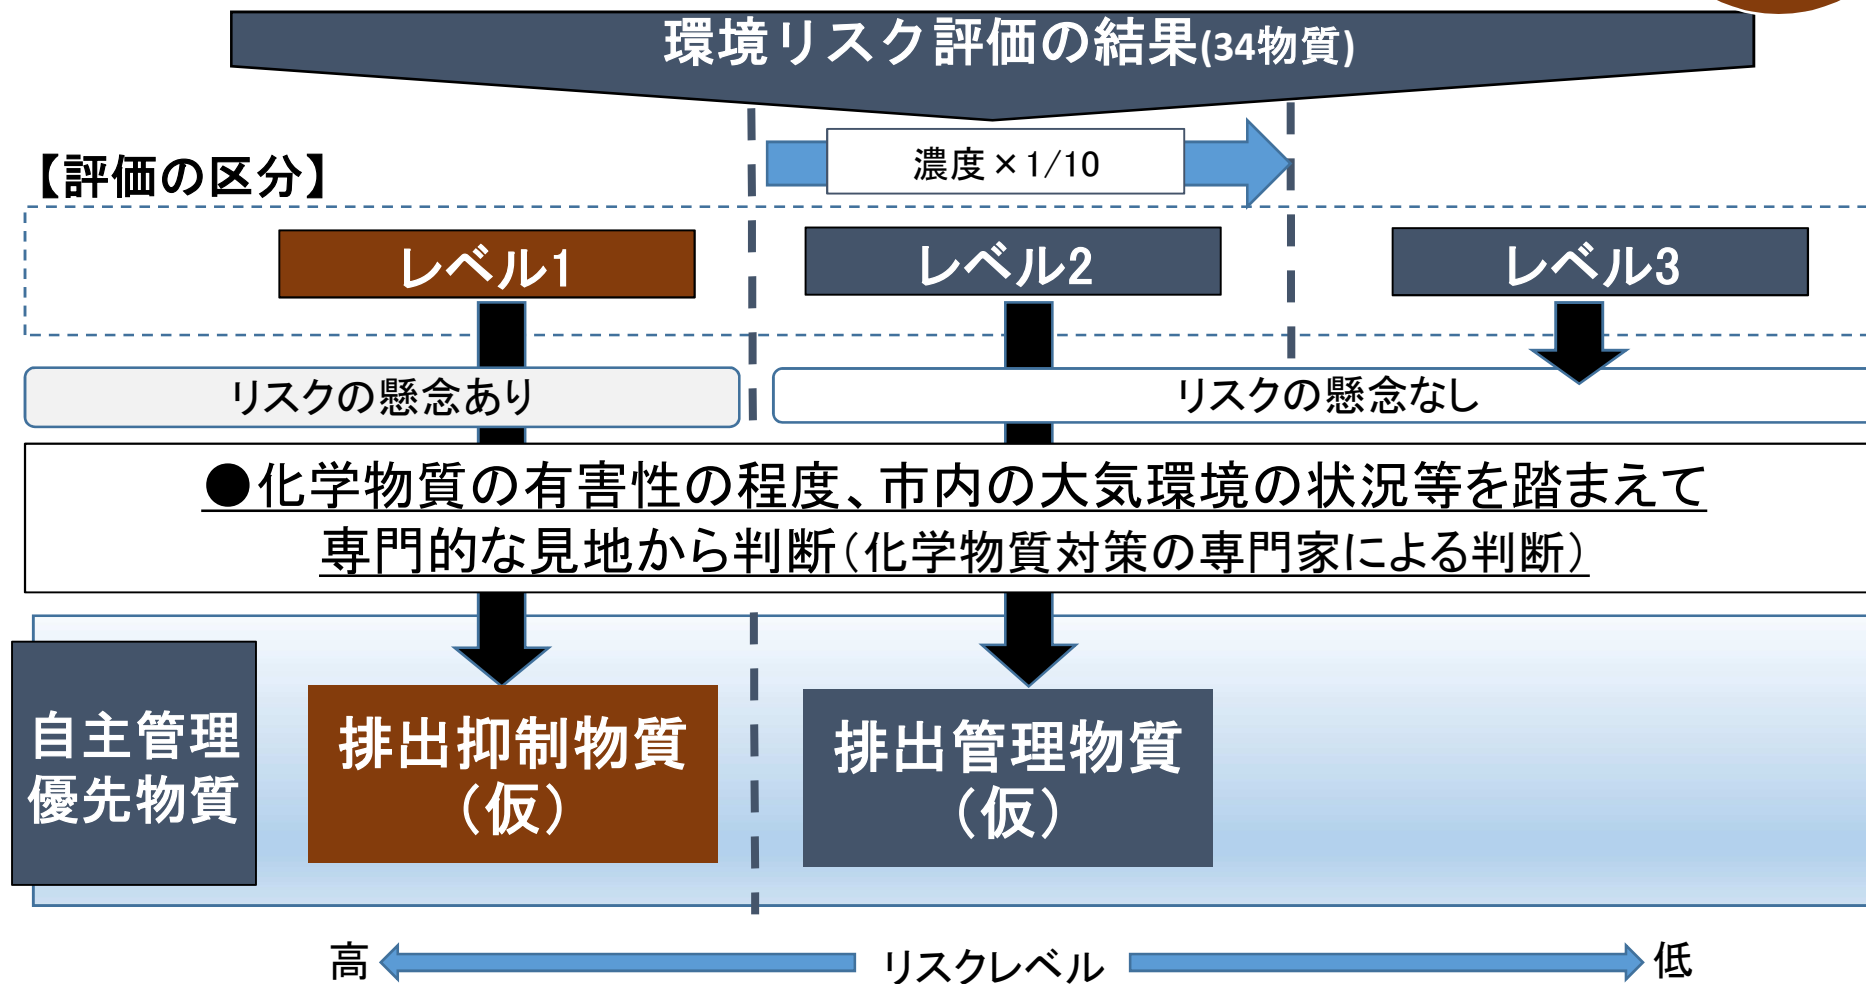 環境リスク評価の結果(34物質)
濃度×1/10
【評価の区分】
レベル1
レベル2
レベル3
リスクの懸念あり
リスクの懸念なし
●化学物質の有害性の程度、市内の大気環境の状況等を踏まえて
専門的な見地から判断(化学物質対策の専門家による判断)
自主管理
優先物質
排出抑制物質
(仮)
排出管理物質
(仮)
高
リスクレベル
低